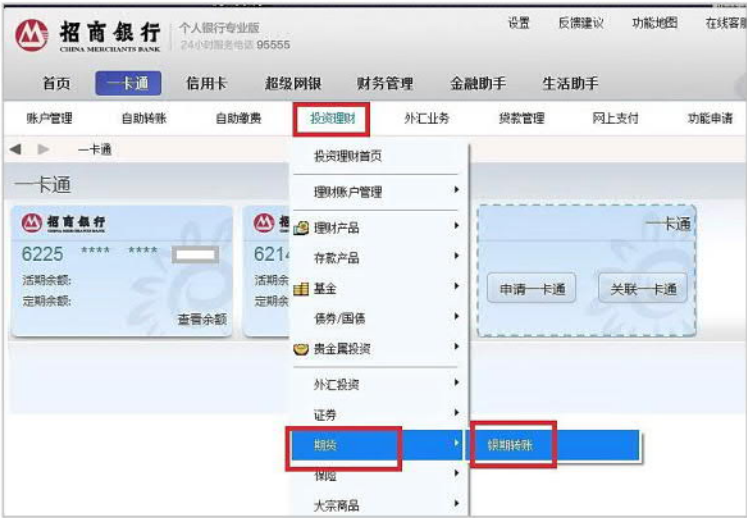 招商银行 个人银行专业版 设置 反馈建议 功能地图 在线客服
CHINA MERCHANTS BANK 24小时服务电话 95555
首页 一卡通 信用卡 超级网银 财务管理 金融助手 生活助手
账户管理 自助转账 自助缴费 投资理财 外汇业务 贷款管理 网上支付 功能申请
一卡通
一卡通
投资理财首页
理财账户管理
理财产品
存款产品
基金
债券/国债
贵金属投资
外汇投资
证券
期货 银期转账
保险
大宗商品
招商银行
6225 **** ****
活期余额:
定期余额:
查看余额
招
6214
活期余
定期余
一卡通
申请一卡通 关联一卡通